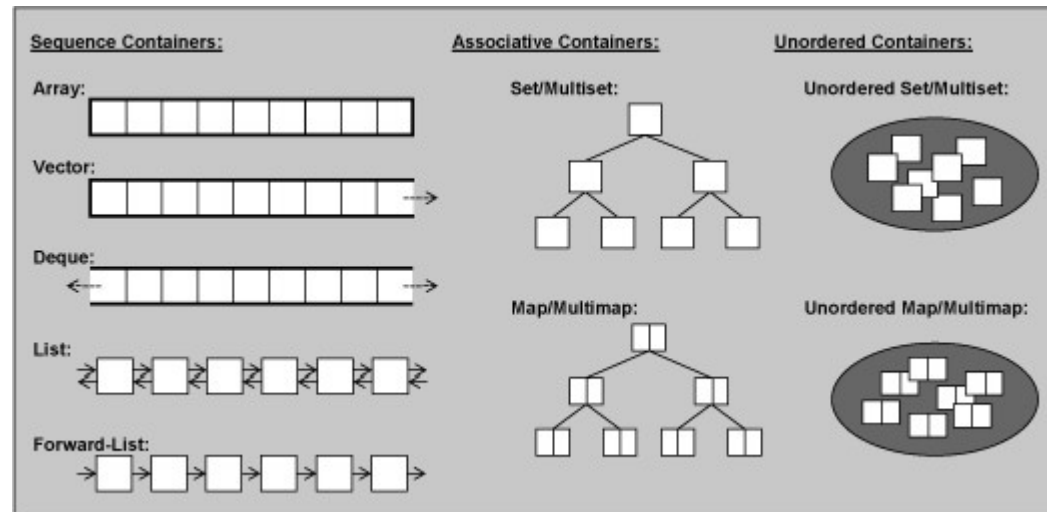 Sequence Containers:
Array:
Vector:
Deque:
List:
Forward-List:
Associative Containers:
Set/Multiset:
Map/Multimap:
Unordered Containers:
Unordered Set/Multiset:
Unordered Map/Multimap: